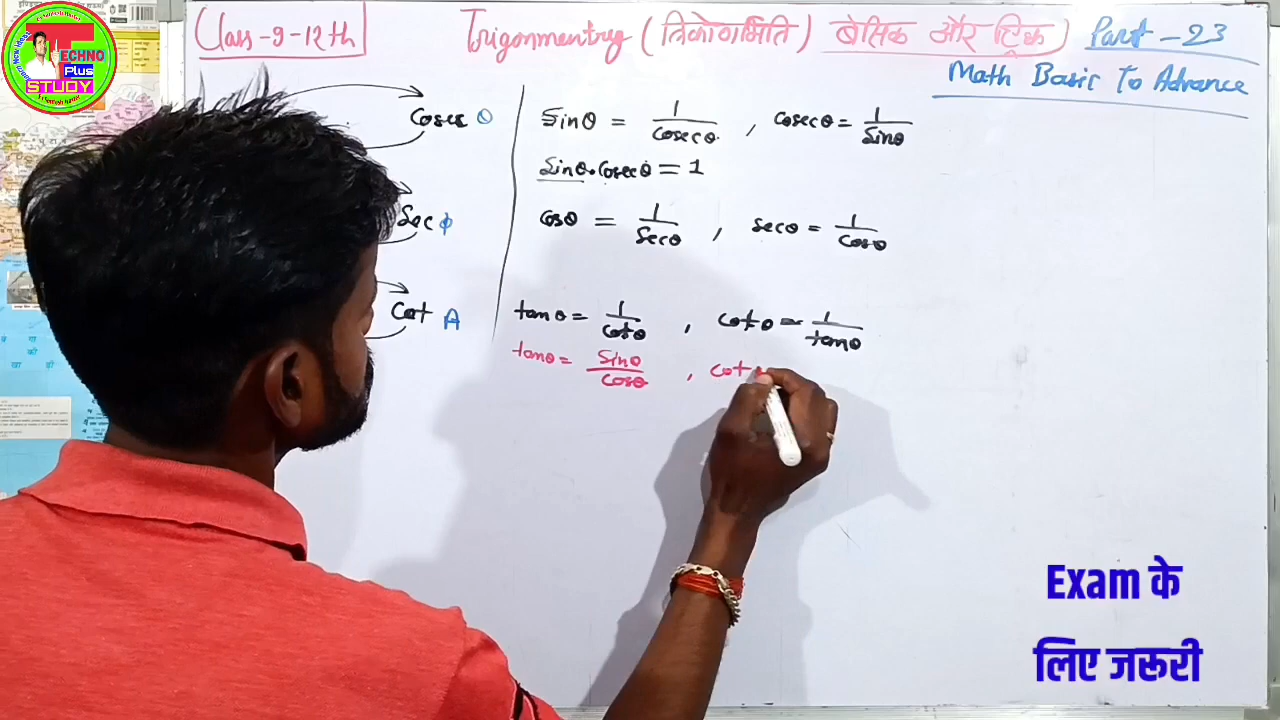 Class-9-12th
Trigonmentrey (त्रिकोणमिति) बेसिक और ट्रिक
Part-23
Math Basic To Advance
TECHNO
Plus
STUDY
Cosec θ
Sec ϕ
Cot A
Sinθ = 1/Cosecθ , Cosecθ = 1/Sinθ
Sinθ.Cosecθ = 1
Cosθ = 1/Secθ , Secθ = 1/Cosθ
tanθ = 1/Cotθ , Cotθ = 1/tanθ
tanθ = Sinθ/Cosθ , Cot
Exam के
लिए जरूरी